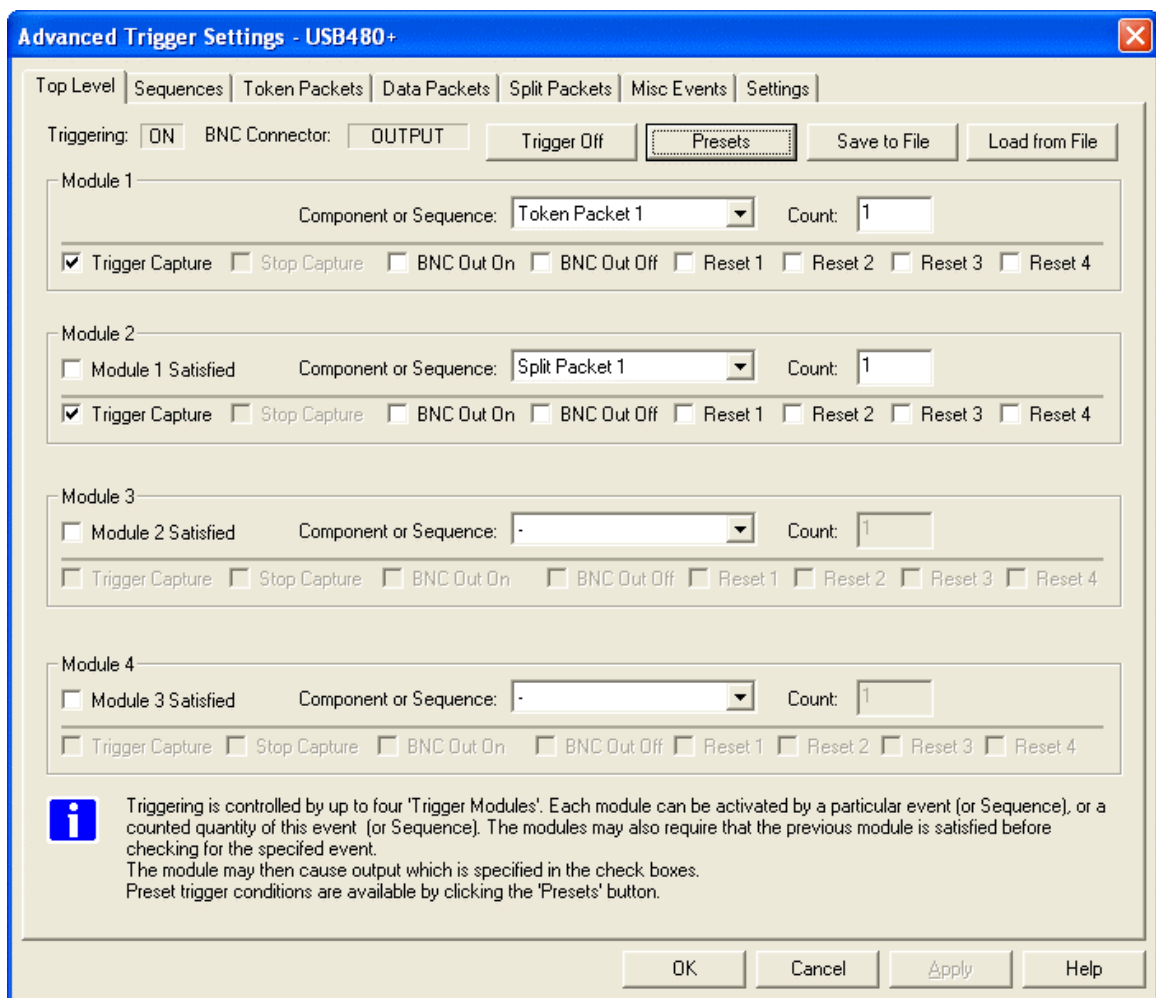 Advanced Trigger Settings - USB480+
Top Level Sequences Token Packets Data Packets Split Packets Misc Events Settings
Triggering: ON BNC Connector: OUTPUT Trigger Off Presets Save to File Load from File
Module 1
Component or Sequence: Token Packet 1 Count: 1
Trigger Capture Stop Capture BNC Out On BNC Out Off Reset 1 Reset 2 Reset 3 Reset 4
Module 2
Module 1 Satisfied Component or Sequence: Split Packet 1 Count: 1
Trigger Capture Stop Capture BNC Out On BNC Out Off Reset 1 Reset 2 Reset 3 Reset 4
Module 3
Module 2 Satisfied Component or Sequence: - Count: 1
Trigger Capture Stop Capture BNC Out On BNC Out Off Reset 1 Reset 2 Reset 3 Reset 4
Module 4
Module 3 Satisfied Component or Sequence: - Count: 1
Trigger Capture Stop Capture BNC Out On BNC Out Off Reset 1 Reset 2 Reset 3 Reset 4
Triggering is controlled by up to four 'Trigger Modules'. Each module can be activated by a particular event (or Sequence), or a
counted quantity of this event (or Sequence). The modules may also require that the previous module is satisfied before
checking for the specifed event.
The module may then cause output which is specified in the check boxes.
Preset trigger conditions are available by clicking the 'Presets' button.
OK Cancel Apply Help